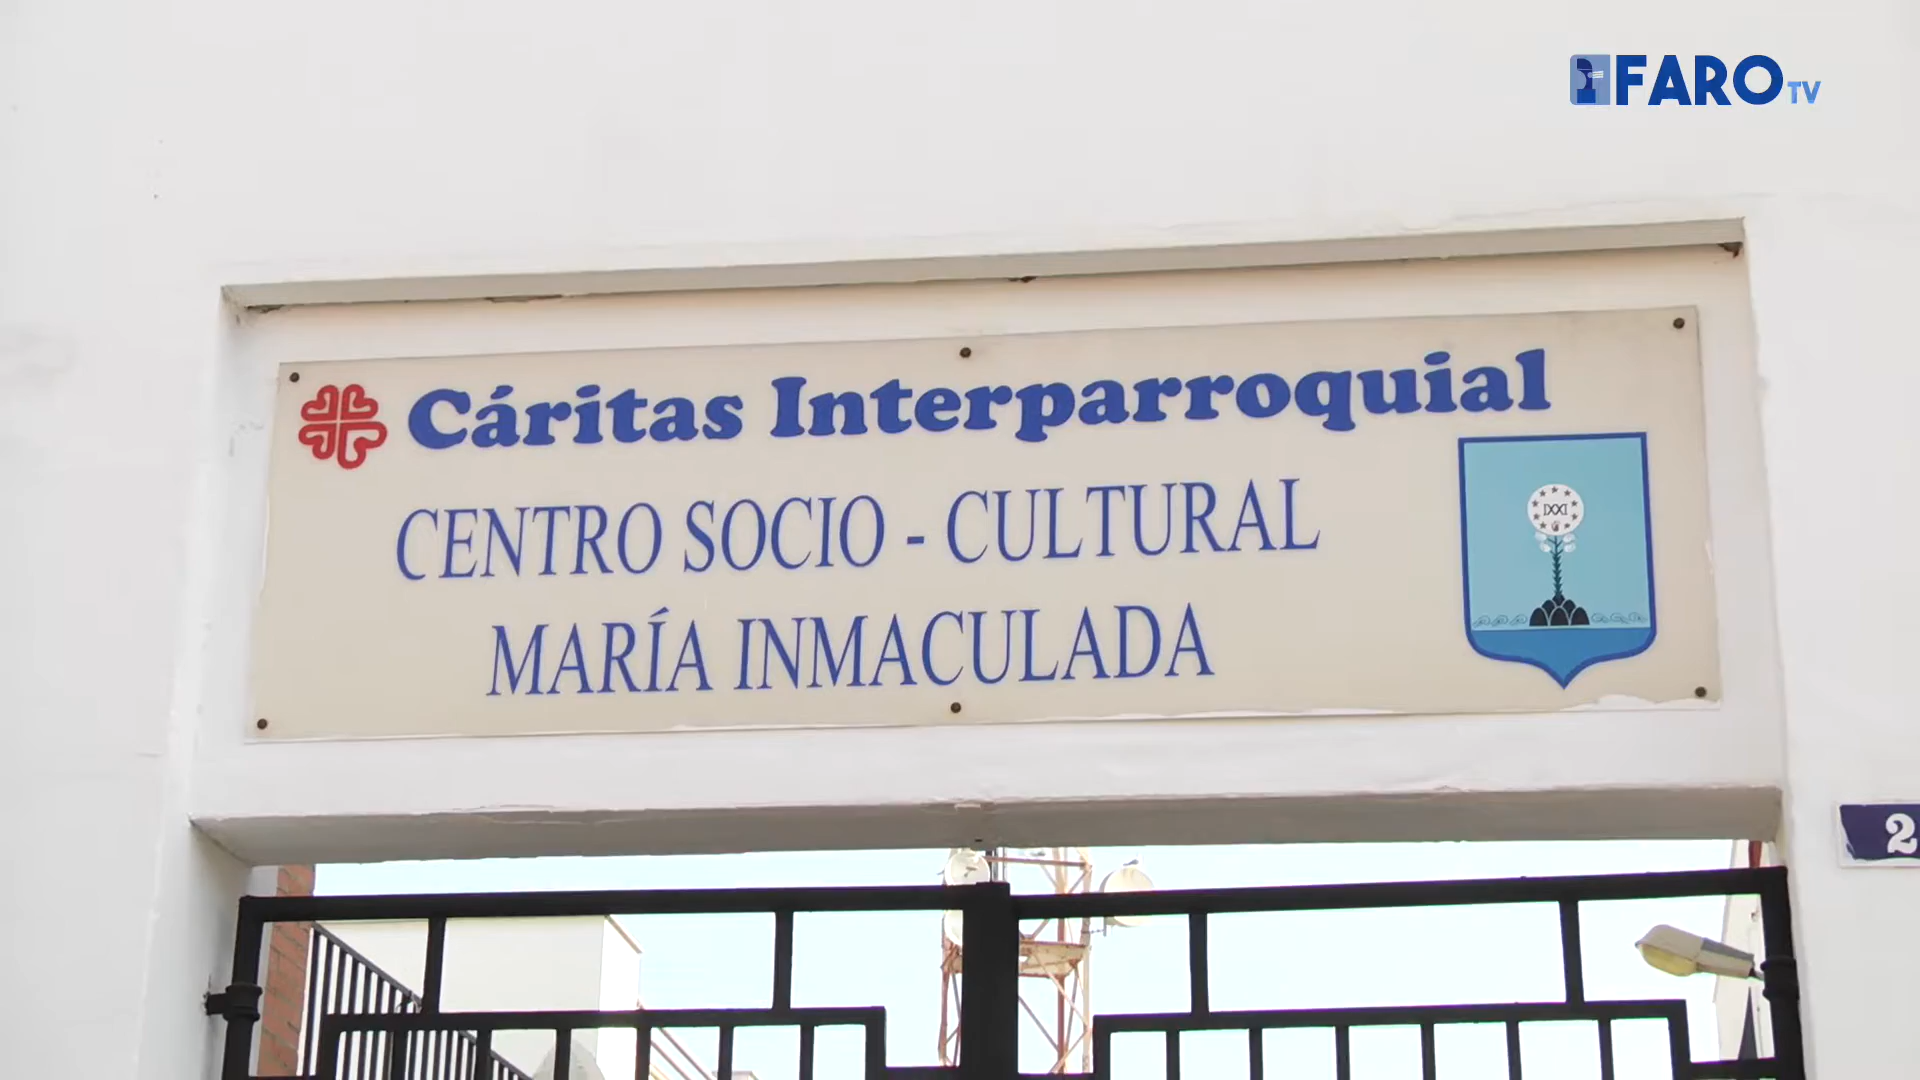 FARO TV
Cáritas Interparroquial
CENTRO SOCIO - CULTURAL
MARÍA INMACULADA
2